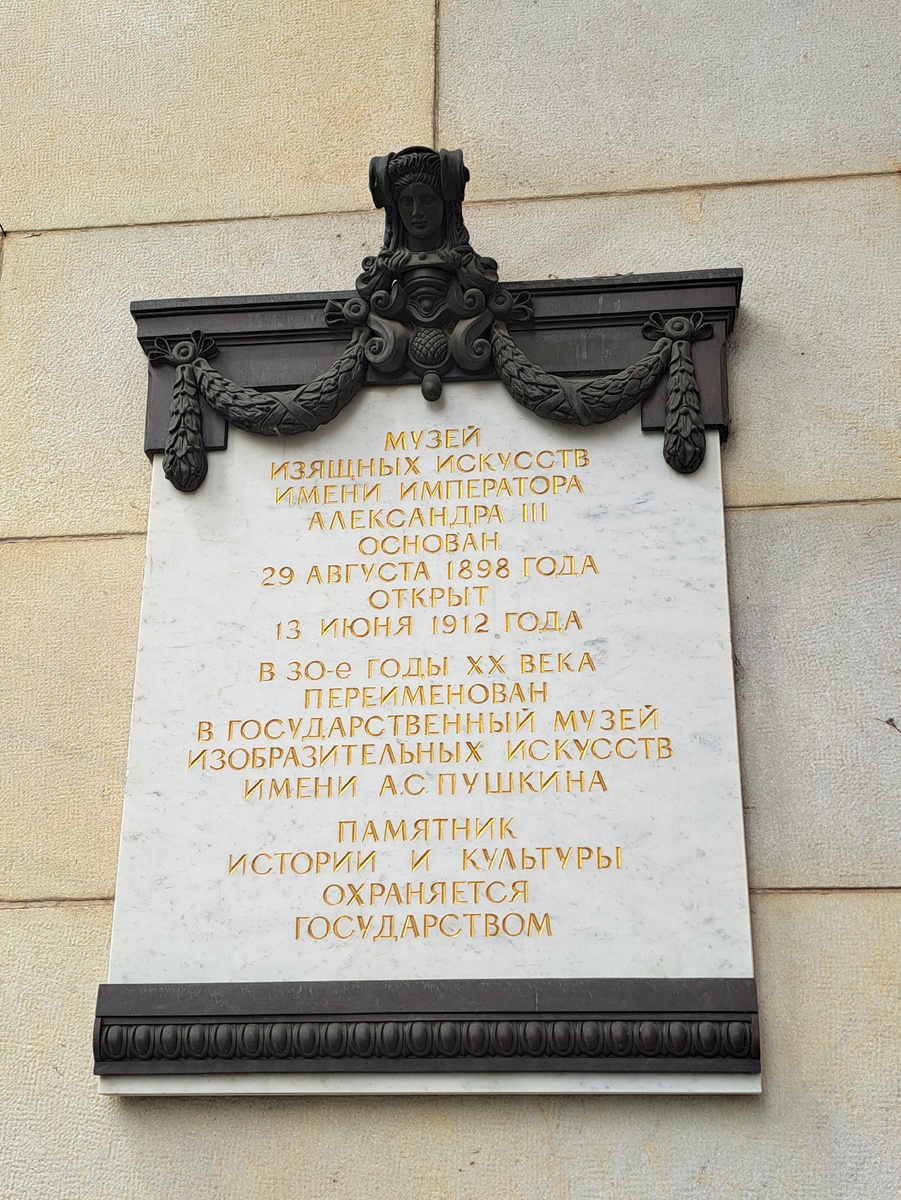 МУЗЕЙ
ИЗЯЩНЫХ ИСКУССТВ
ИМЕНИ ИМПЕРАТОРА
АЛЕКСАНДРА III
ОСНОВАН
29 АВГУСТА 1898 ГОДА
ОТКРЫТ
13 ИЮНЯ 1912 ГОДА
В 30-е ГОДЫ XX ВЕКА
ПЕРЕИМЕНОВАН
В ГОСУДАРСТВЕННЫЙ МУЗЕЙ
ИЗОБРАЗИТЕЛЬНЫХ ИСКУССТВ
ИМЕНИ А.С.ПУШКИНА
ПАМЯТНИК
ИСТОРИИ И КУЛЬТУРЫ
ОХРАНЯЕТСЯ
ГОСУДАРСТВОМ